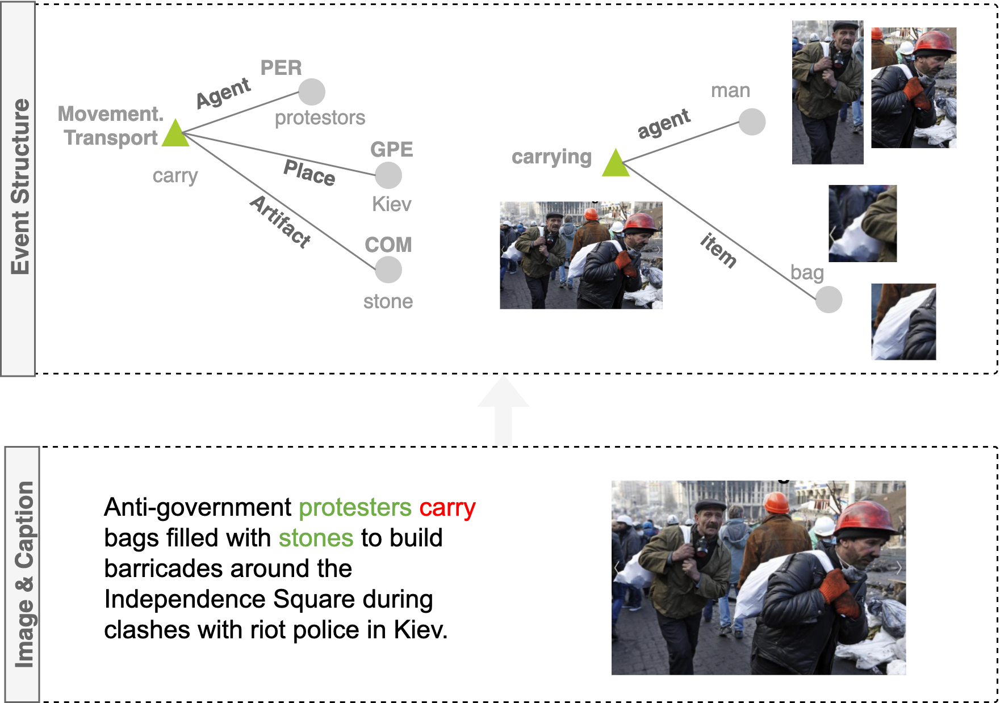 Event Structure
PER
Agent
protestors
Movement.
Transport
carry
GPE
Place
Kiev
Artifact
COM
stone
man
agent
carrying
item
bag
Image & Caption
Anti-government protesters carry
bags filled with stones to build
barricades around the
Independence Square during
clashes with riot police in Kiev.